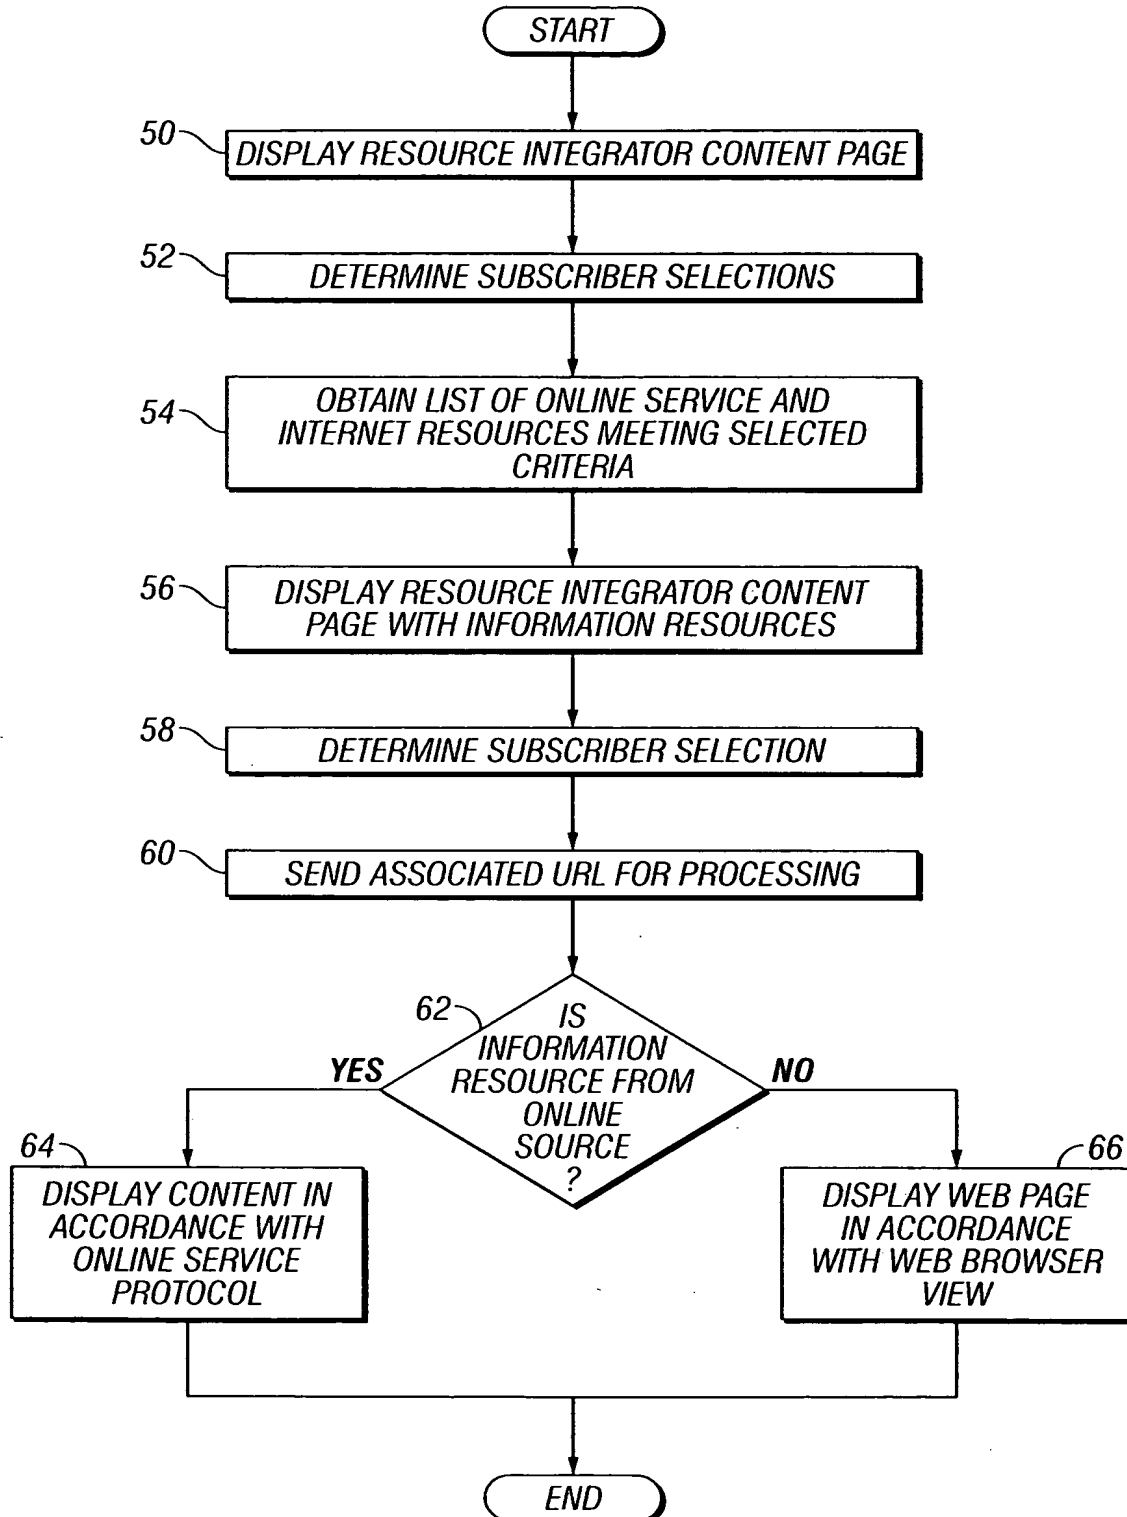 START
50
DISPLAY RESOURCE INTEGRATOR CONTENT PAGE
52
DETERMINE SUBSCRIBER SELECTIONS
54
OBTAIN LIST OF ONLINE SERVICE AND
INTERNET RESOURCES MEETING SELECTED
CRITERIA
56
DISPLAY RESOURCE INTEGRATOR CONTENT
PAGE WITH INFORMATION RESOURCES
58
DETERMINE SUBSCRIBER SELECTION
60
SEND ASSOCIATED URL FOR PROCESSING
62
IS
INFORMATION
RESOURCE FROM
ONLINE
SOURCE
?
YES
NO
64
DISPLAY CONTENT IN
ACCORDANCE WITH
ONLINE SERVICE
PROTOCOL
66
DISPLAY WEB PAGE
IN ACCORDANCE
WITH WEB BROWSER
VIEW
END